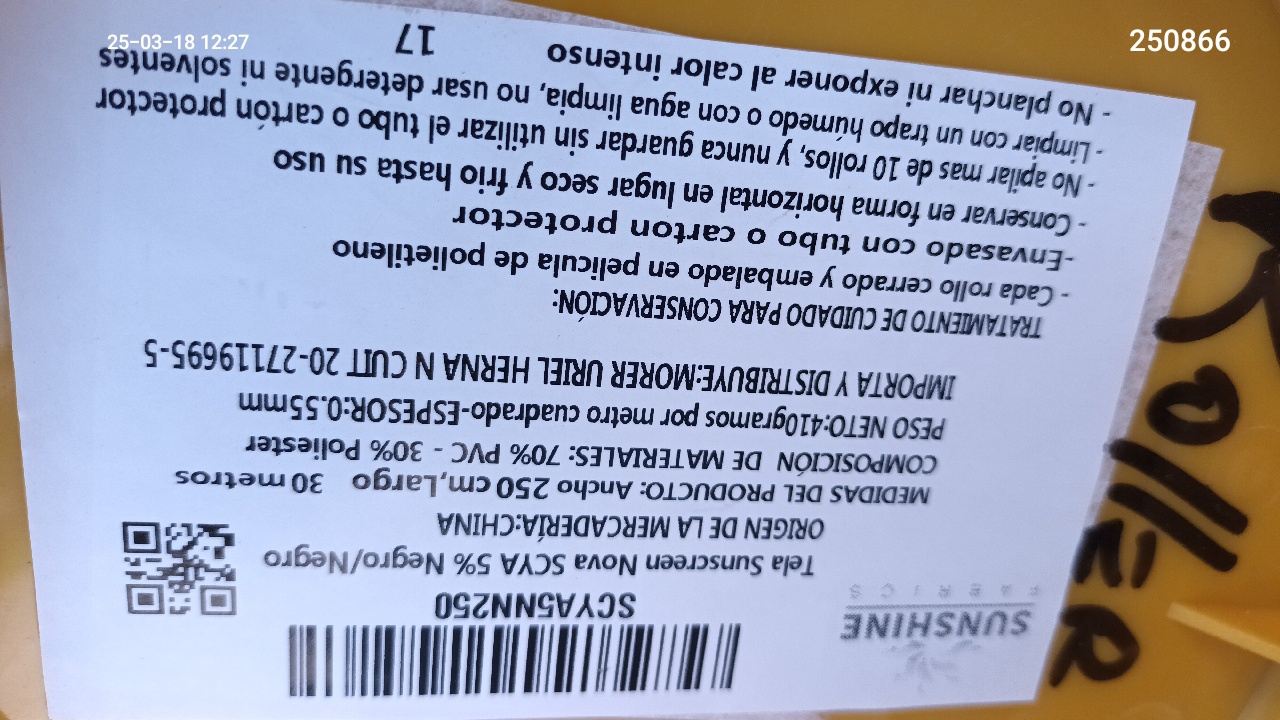 25-03-18 12:27
250866
SUNSHINE
FABRICS
SCYA5NN250
Tela Sunscreen Nova SCYA 5% Negro/Negro
ORIGEN DE LA MERCADERÍA:CHINA
MEDIDAS DEL PRODUCTO: Ancho 250 cm,Largo 30 metros
COMPOSICIÓN DE MATERIALES: 70% PVC - 30% Poliester
PESO NETO:410gramos por metro cuadrado-ESPESOR:0.55mm
IMPORTA Y DISTRIBUYE:MORER URIEL HERNA N CUIT 20-27119695-5
TRATAMIENTO DE CUIDADO PARA CONSERVACIÓN:
- Cada rollo cerrado y embalado en pelicula de polietileno
-Envasado con tubo o carton protector
- Conservar en forma horizontal en lugar seco y frio hasta su uso
- No apilar mas de 10 rollos, y nunca guardar sin utilizar el tubo o cartón protector
- Limpiar con un trapo húmedo o con agua limpia, no usar detergente ni solventes
- No planchar ni exponer al calor intenso 17
RollER